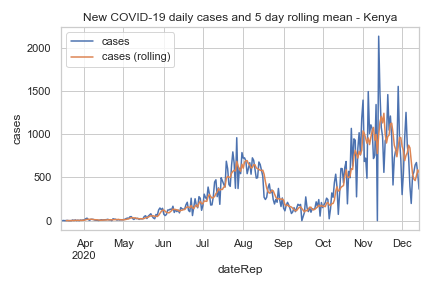 New COVID-19 daily cases and 5 day rolling mean - Kenya
cases
cases (rolling)
cases
2000
1500
1000
500
0
Apr
2020
May
Jun
Jul
Aug
Sep
Oct
Nov
Dec
dateRep